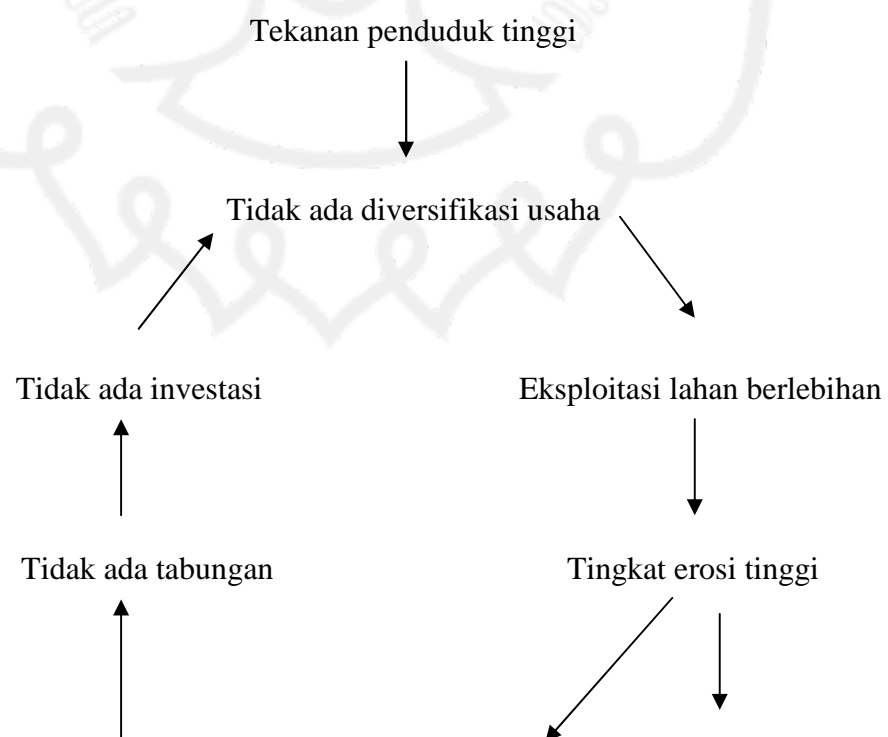 Tekanan penduduk tinggi
Tidak ada diversifikasi usaha
Tidak ada investasi
Eksploitasi lahan berlebihan
Tidak ada tabungan
Tingkat erosi tinggi